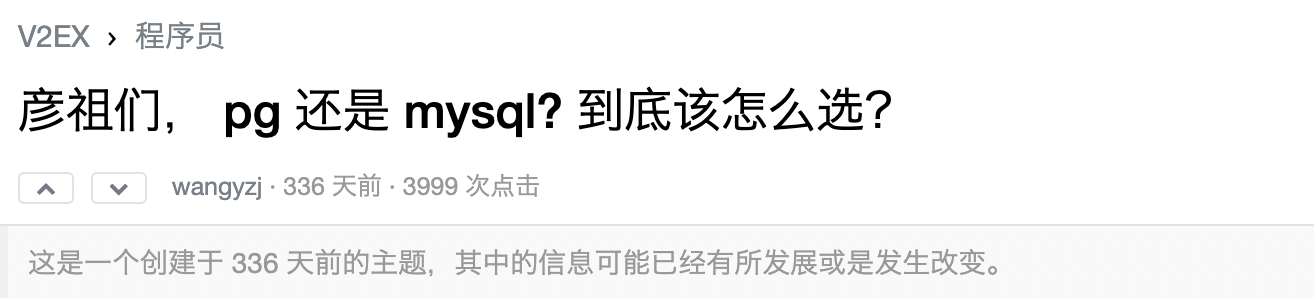 V2EX › 程序员
彦祖们， pg 还是 mysql? 到底该怎么选？
wangyzj · 336 天前 · 3999 次点击
这是一个创建于 336 天前的主题，其中的信息可能已经有所发展或是发生改变。